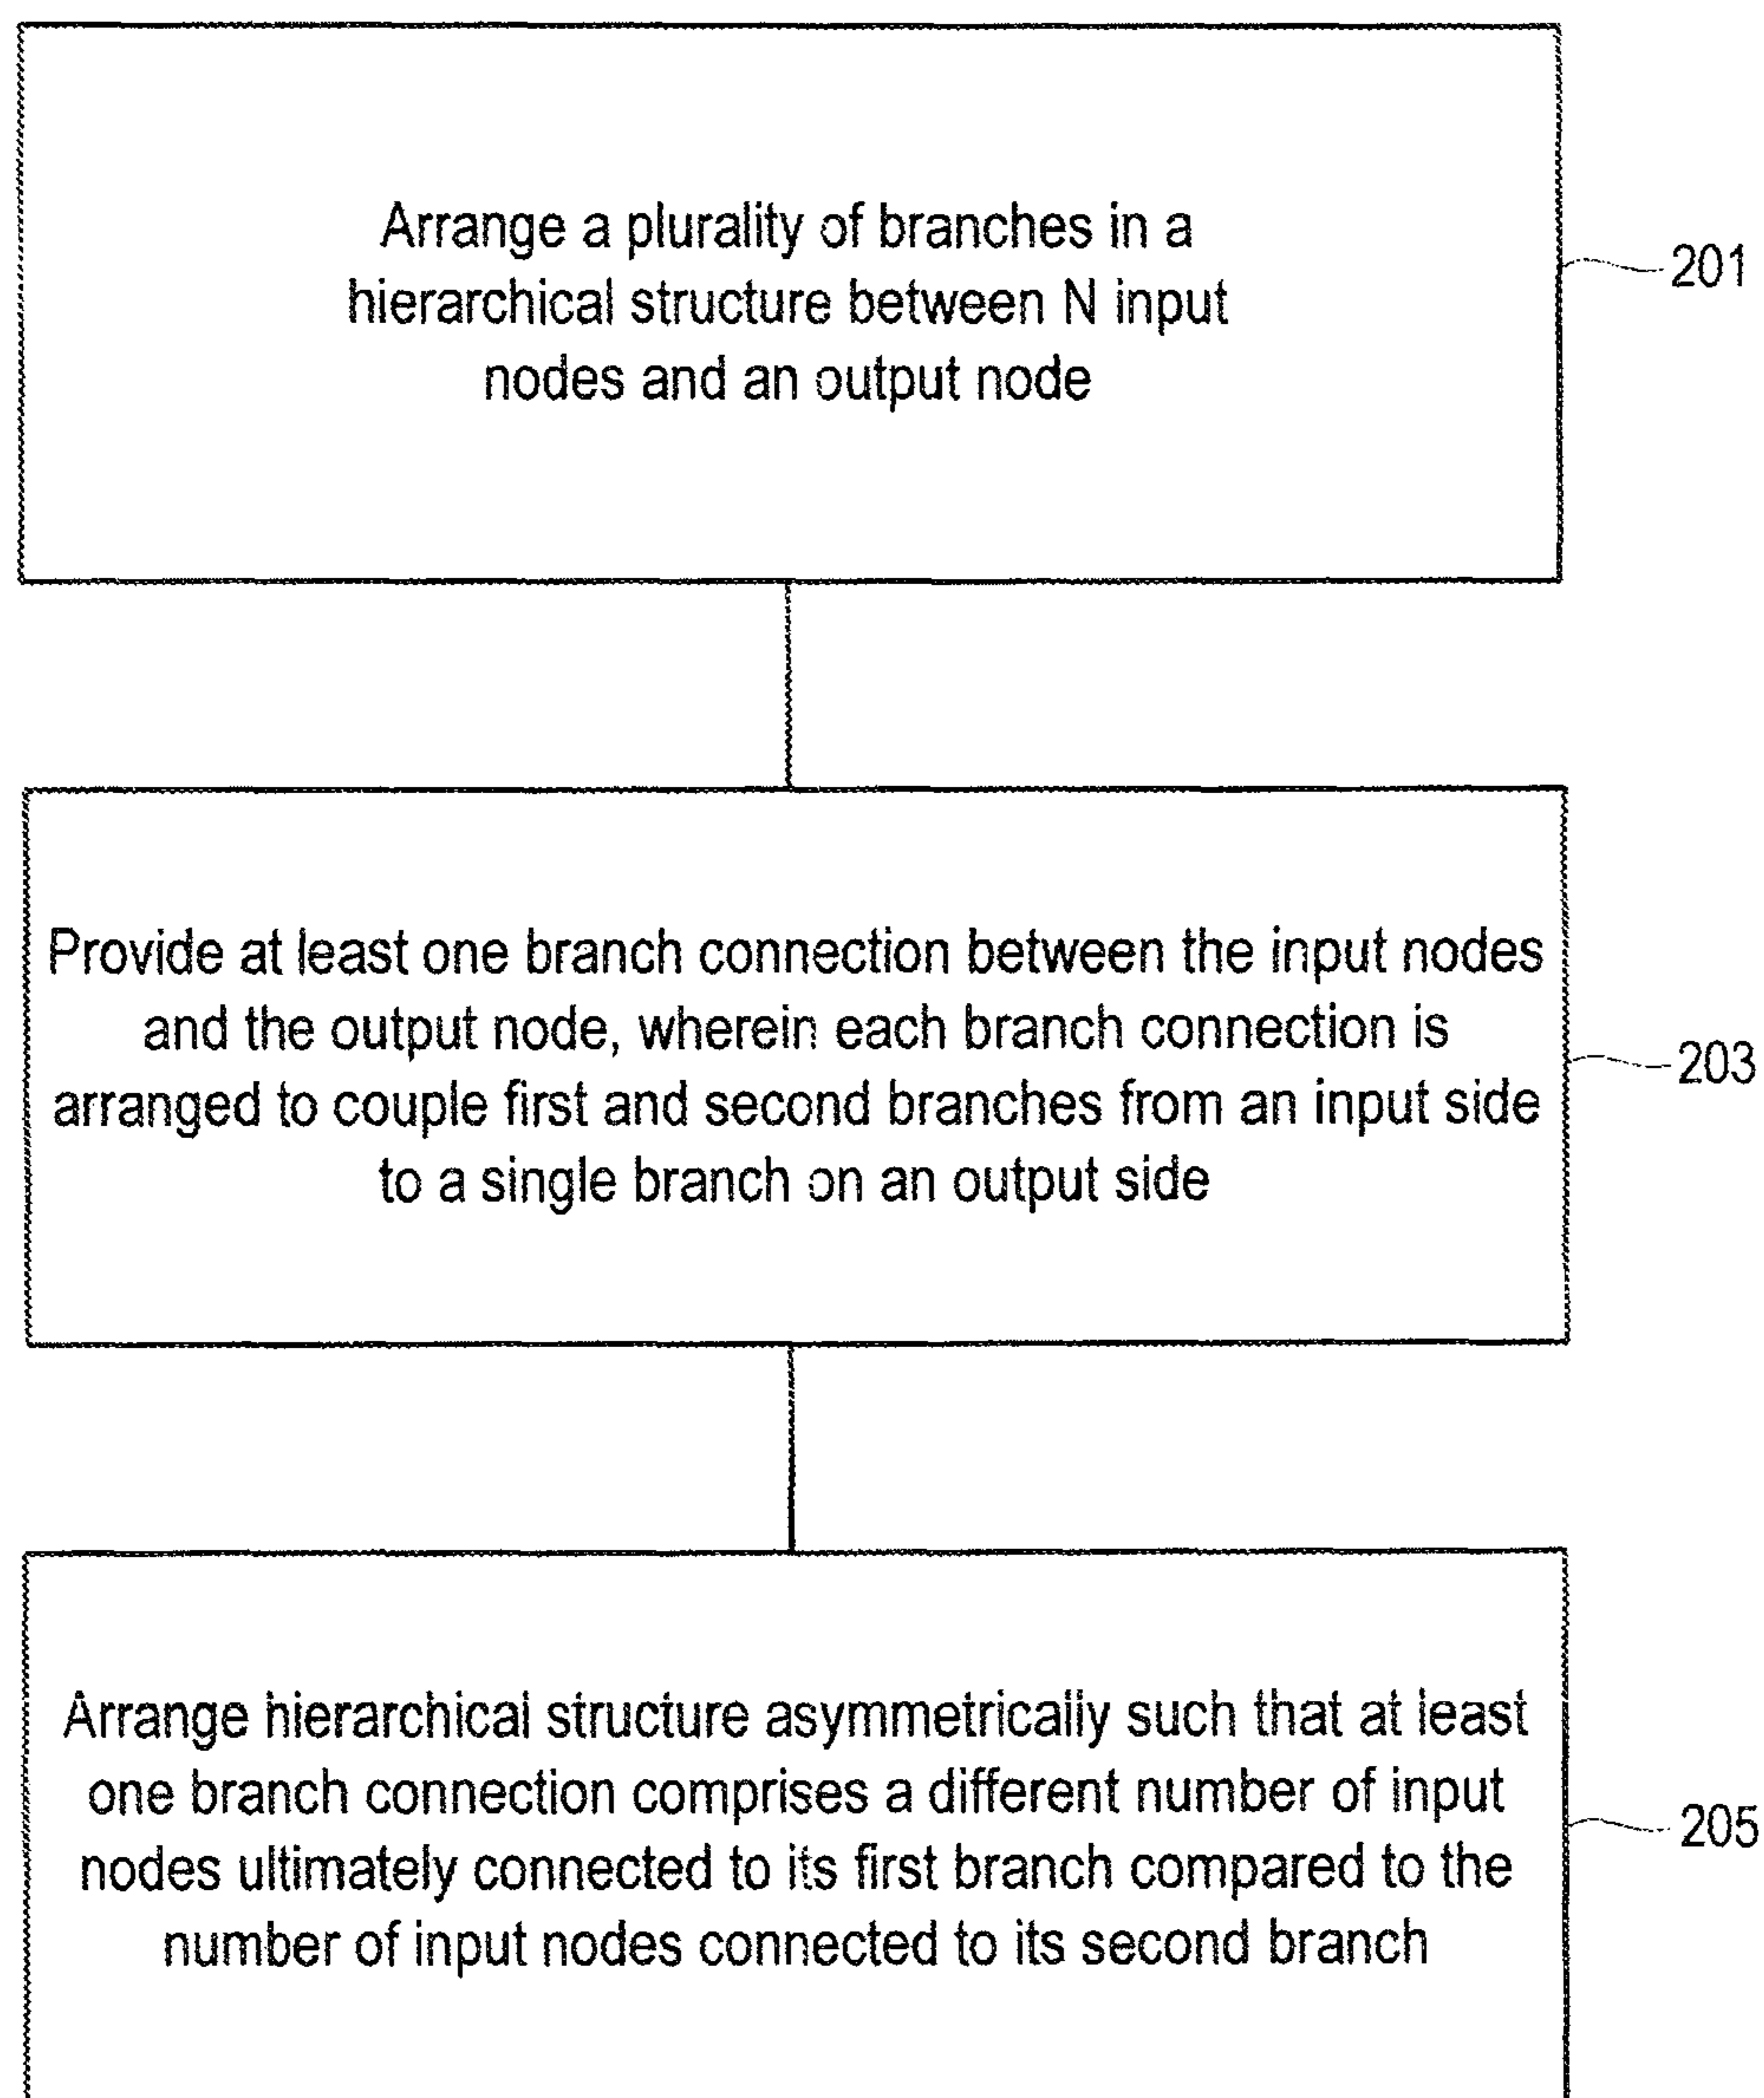 Arrange a plurality of branches in a
hierarchical structure between N input
nodes and an output node
201
Provide at least one branch connection between the input nodes
and the output node, wherein each branch connection is
arranged to couple first and second branches from an input side
to a single branch on an output side
203
Arrange hierarchical structure asymmetrically such that at least
one branch connection comprises a different number of input
nodes ultimately connected to its first branch compared to the
number of input nodes connected to its second branch
205